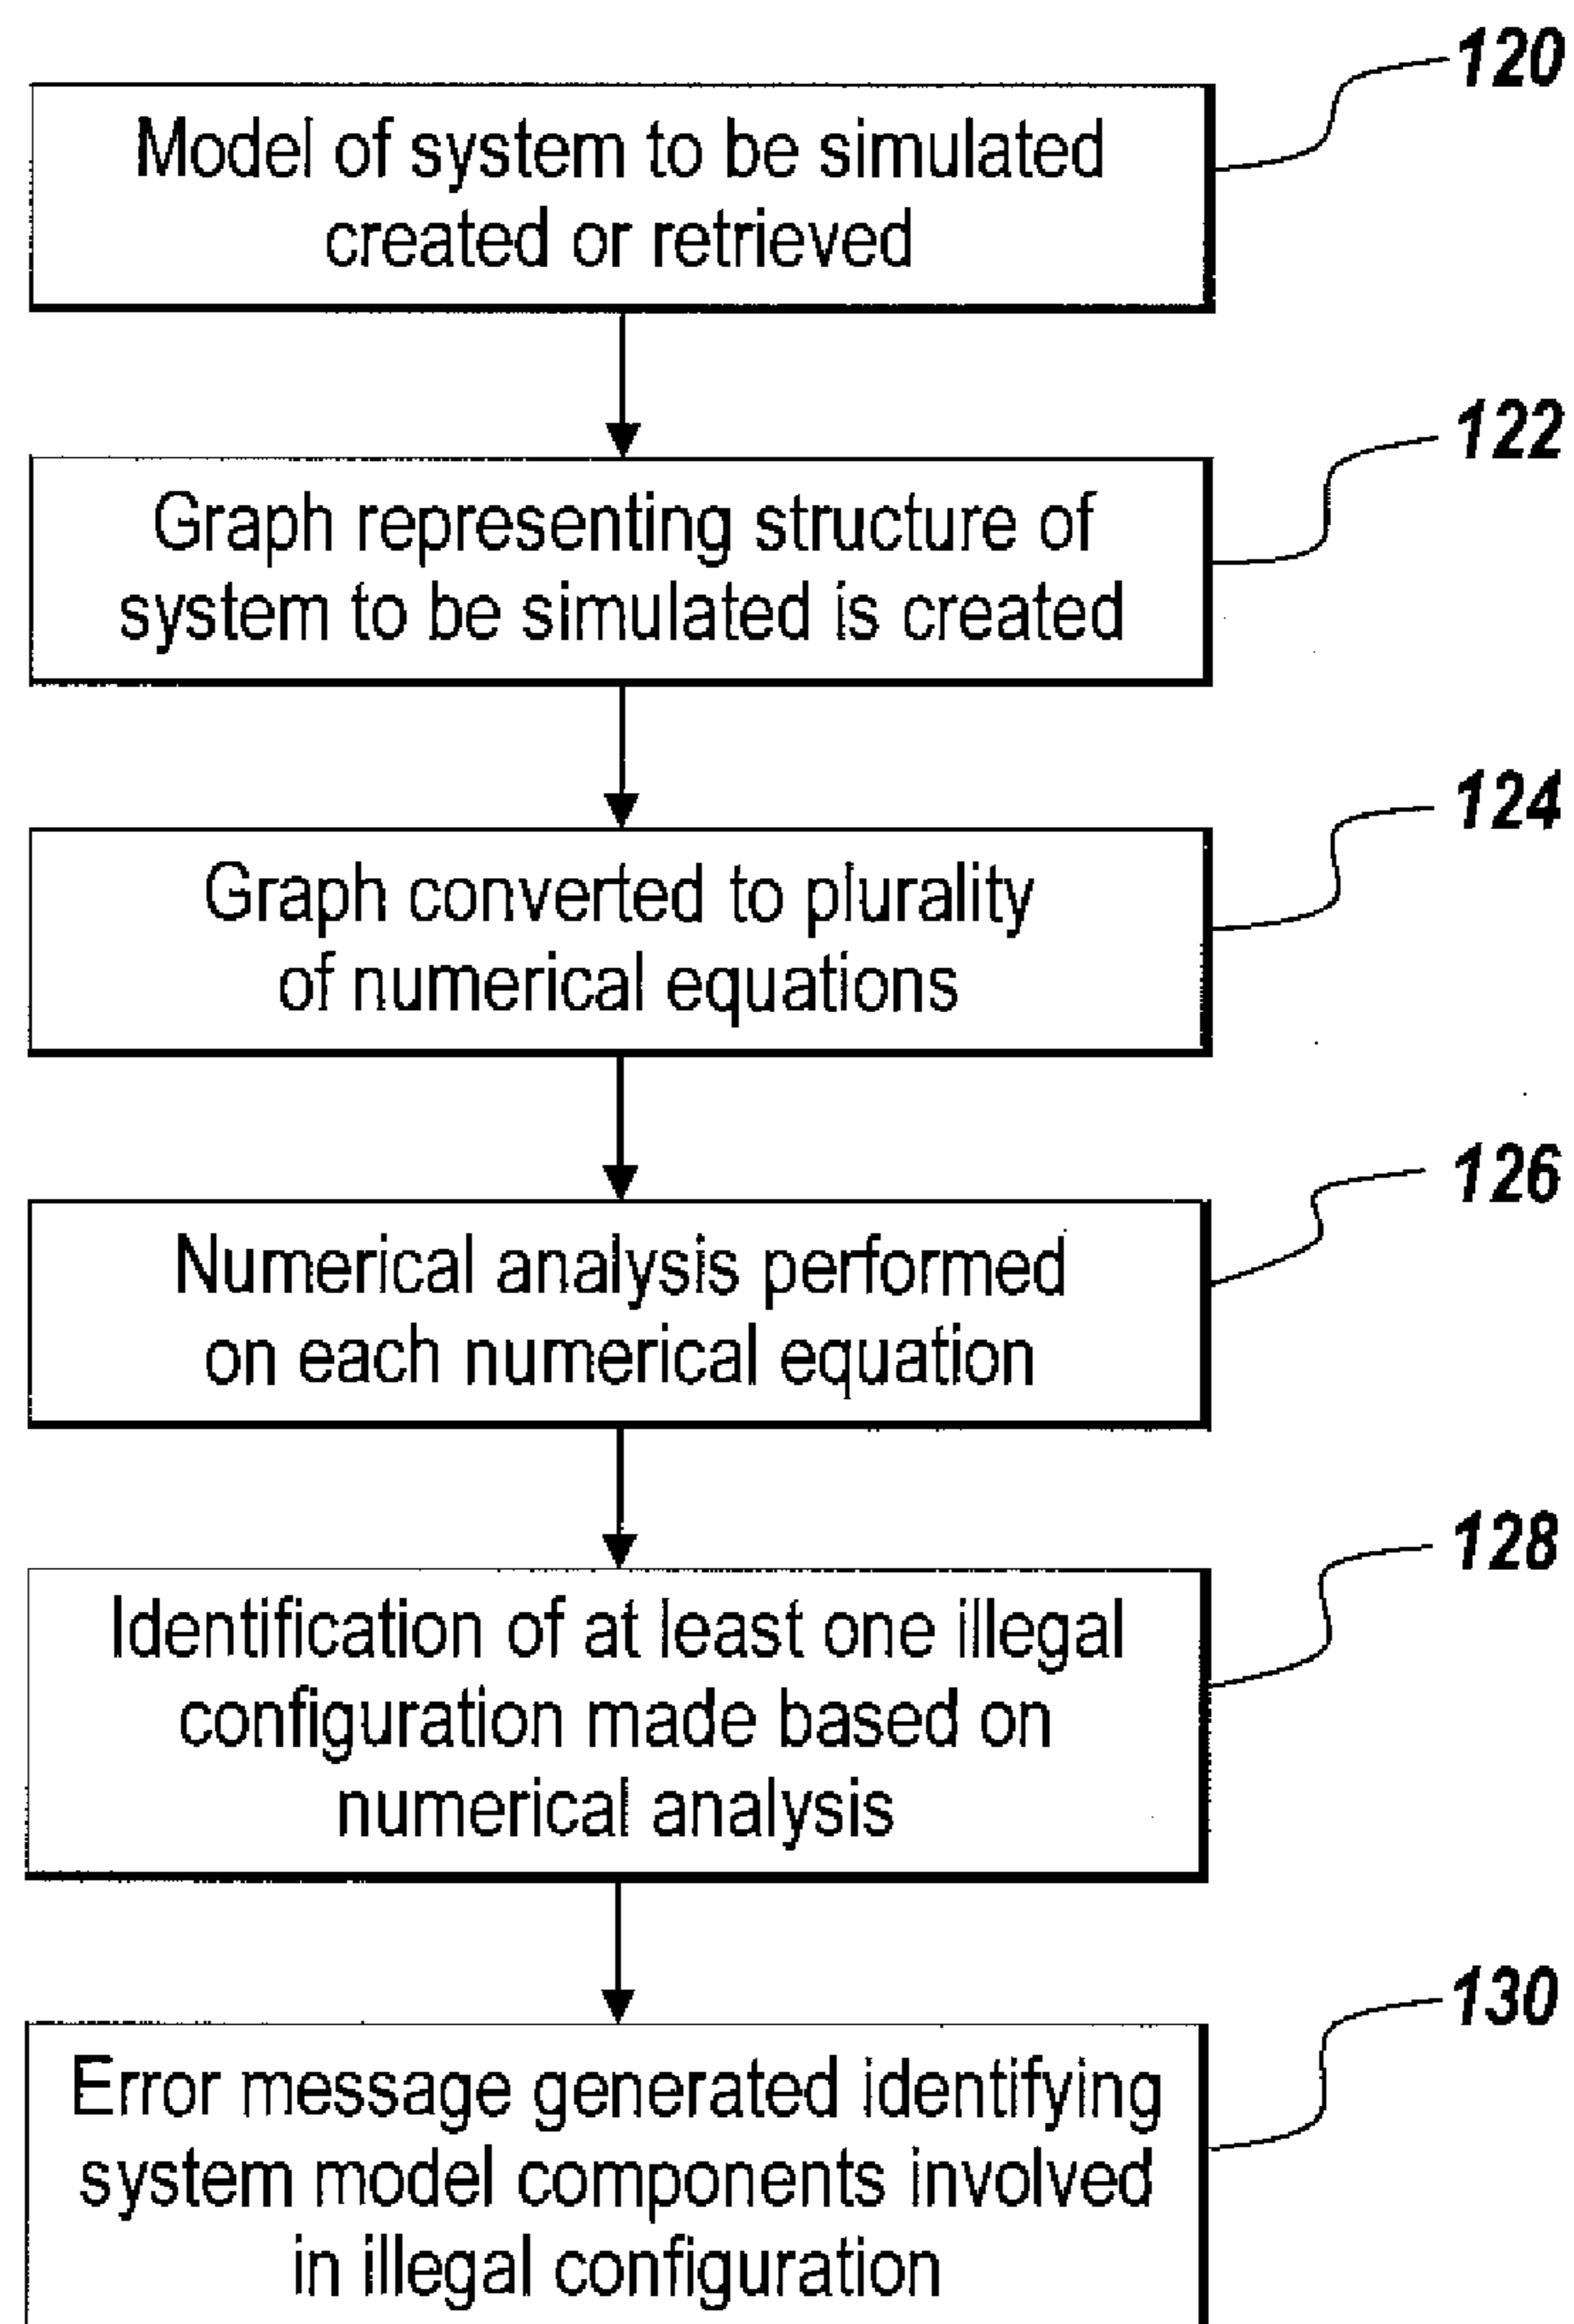 120
Model of system to be simulated
created or retrieved
122
Graph representing structure of
system to be simulated is created
124
Graph converted to plurality
of numerical equations
126
Numerical analysis performed
on each numerical equation
128
Identification of at least one illegal
configuration made based on
numerical analysis
130
Error message generated identifying
system model components involved
in illegal configuration